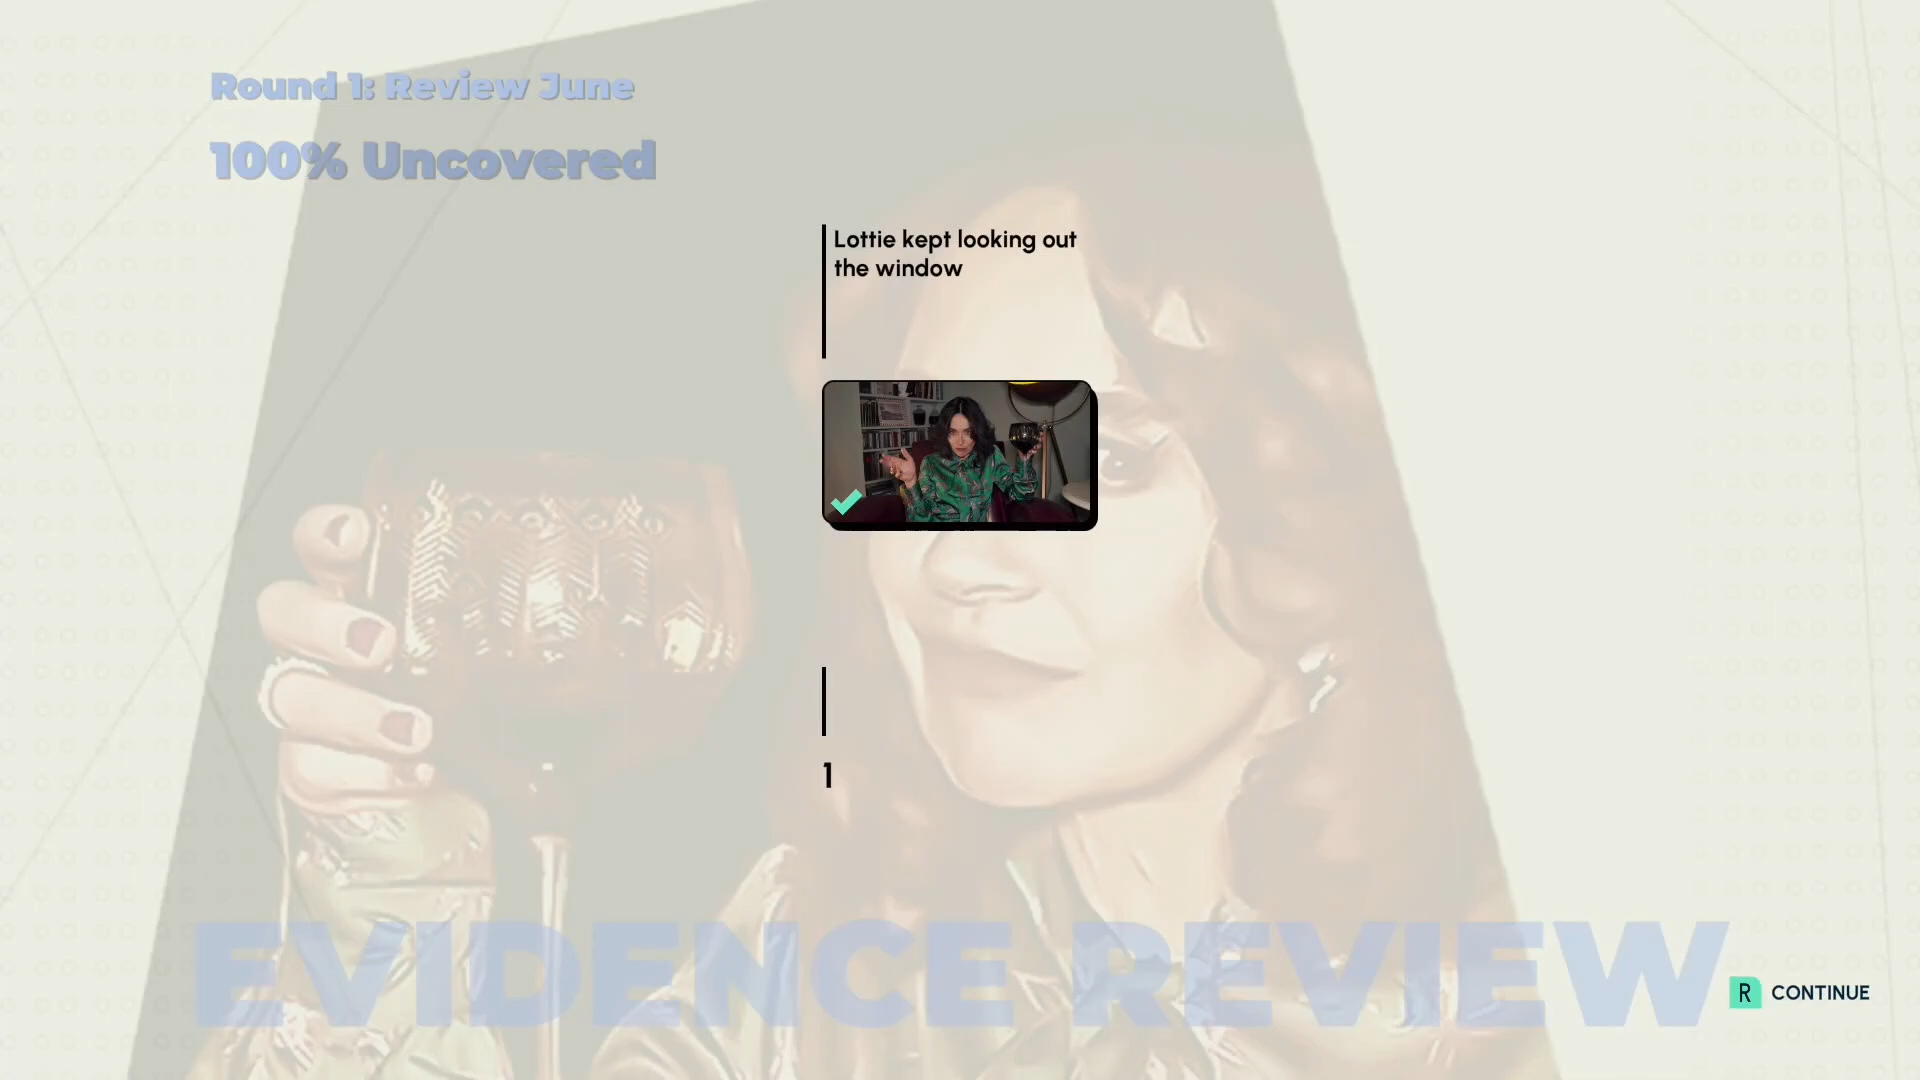 Round 1: Review June
100% Uncovered
Lottie kept looking out
the window
1
EVIDENCE REVIEW
R CONTINUE